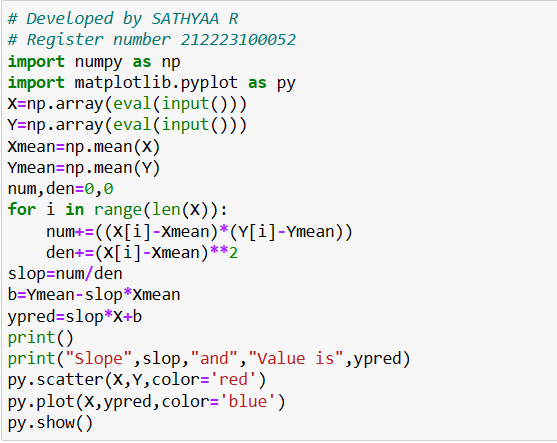 # Developed by SATHYAA R
# Register number 212223100052
import numpy as np
import matplotlib.pyplot as py
X=np.array(eval(input()))
Y=np.array(eval(input()))
Xmean=np.mean(X)
Ymean=np.mean(Y)
num,den=0,0
for i in range(len(X)):
    num+=((X[i]-Xmean)*(Y[i]-Ymean))
    den+=(X[i]-Xmean)**2
slop=num/den
b=Ymean-slop*Xmean
ypred=slop*X+b
print()
print("Slope",slop,"and","Value is",ypred)
py.scatter(X,Y,color='red')
py.plot(X,ypred,color='blue')
py.show()